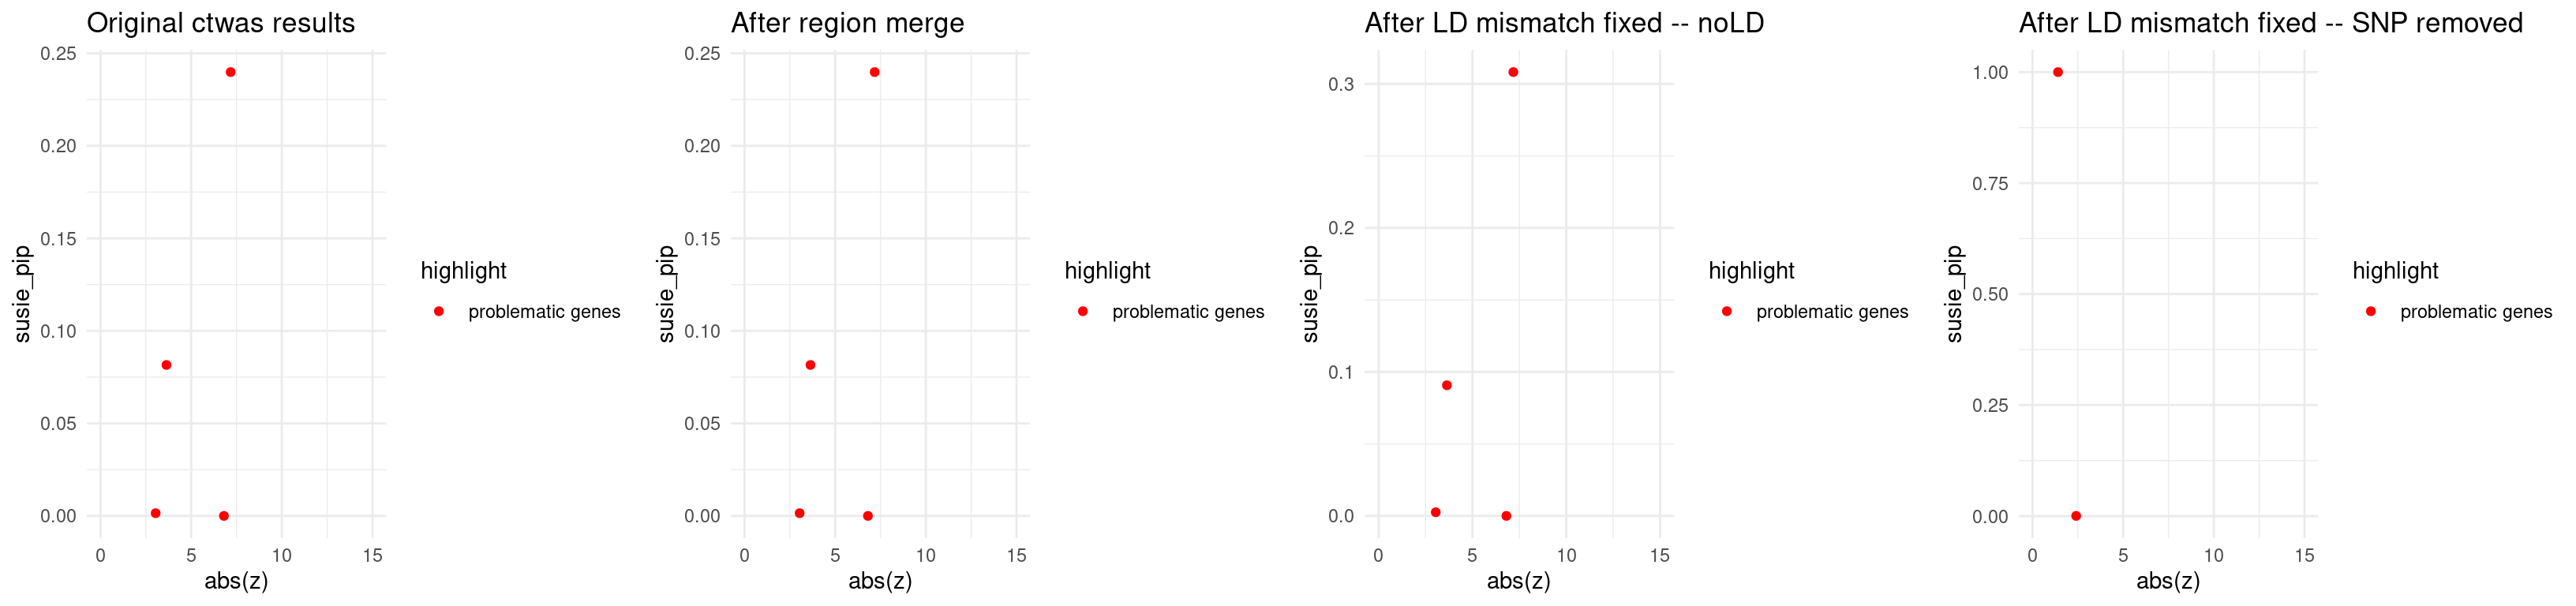 Original ctwas results
0.25
0.20
0.15
0.10
0.05
0.00
susie_pip
0 5 10 15
abs(z)
highlight
problematic genes
After region merge
0.25
0.20
0.15
0.10
0.05
0.00
susie_pip
0 5 10 15
abs(z)
highlight
problematic genes
After LD mismatch fixed -- noLD
0.3
0.2
0.1
0.0
susie_pip
0 5 10 15
abs(z)
highlight
problematic genes
After LD mismatch fixed -- SNP removed
1.00
0.75
0.50
0.25
0.00
susie_pip
0 5 10 15
abs(z)
highlight
problematic genes